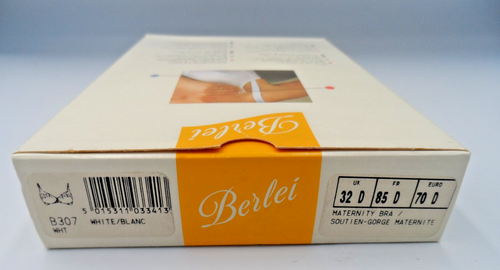 Berlei
Berlei
5 015311 033413
B307 WHITE/BLANC
WHT
UK FR EURO
32 D 85 D 70 D
MATERNITY BRA /
SOUTIEN-GORGE MATERNITE